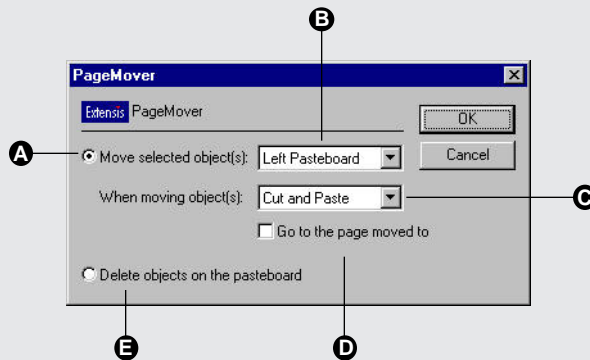 B
PageMover
Extensis PageMover
OK
A
Move selected object(s): Left Pasteboard
Cancel
When moving object(s): Cut and Paste
C
Go to the page moved to
Delete objects on the pasteboard
E
D